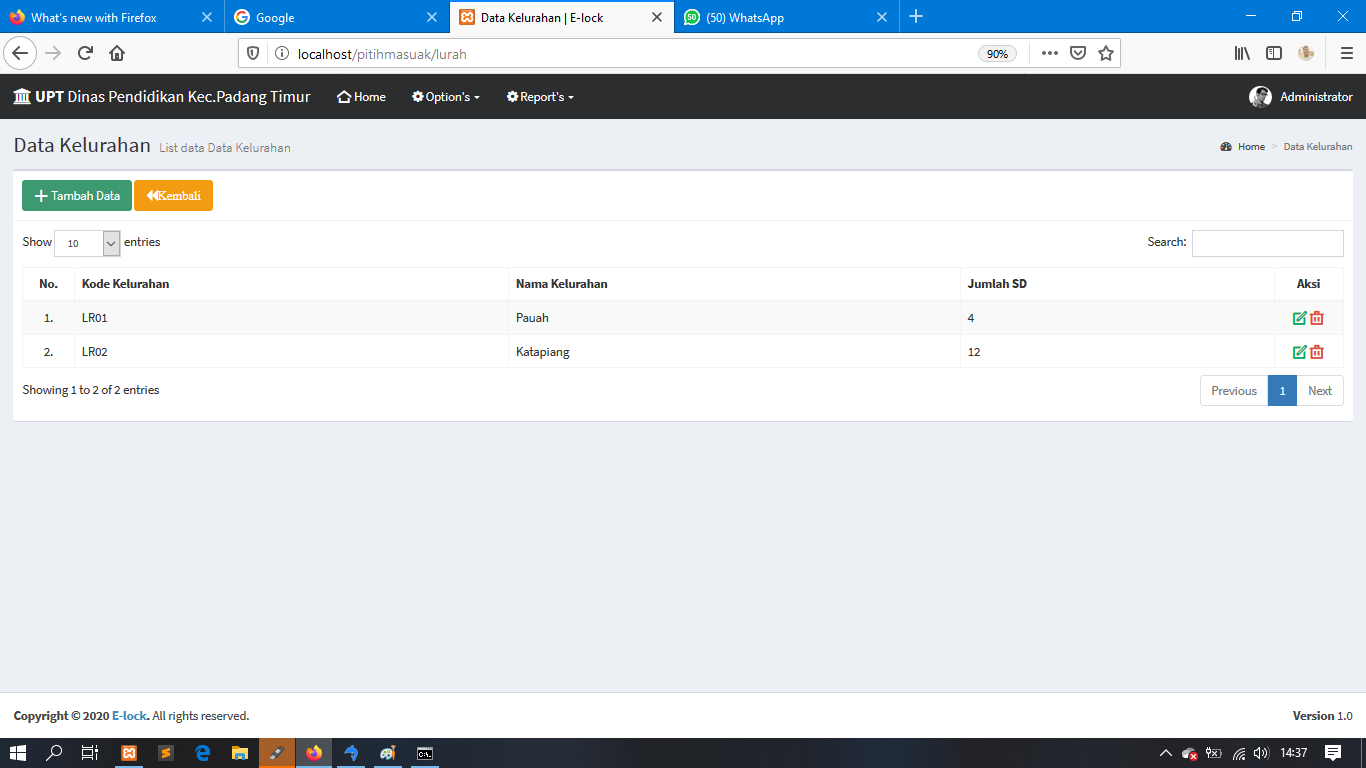 What's new with Firefox
Google
Data Kelurahan | E-lock
50 (50) WhatsApp
localhost/pitihmasuak/lurah
90%
UPT Dinas Pendidikan Kec.Padang Timur Home Option's Report's Administrator
Data Kelurahan List data Data Kelurahan
Home > Data Kelurahan
Tambah Data Kembali
Show 10 entries Search:
No. Kode Kelurahan Nama Kelurahan Jumlah SD Aksi
1. LR01 Pauah 4
2. LR02 Katapiang 12
Showing 1 to 2 of 2 entries
Previous 1 Next
Copyright © 2020 E-lock. All rights reserved. Version 1.0
14:37